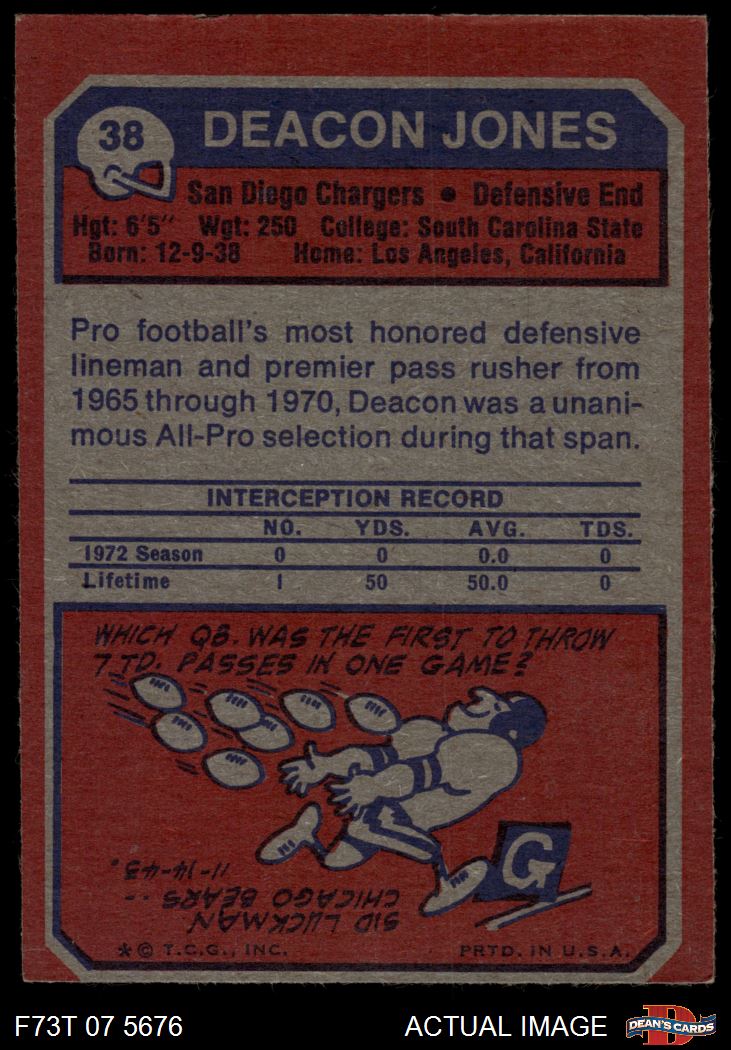 38
DEACON JONES
San Diego Chargers ● Defensive End
Hgt: 6'5" Wgt: 250 College: South Carolina State
Born: 12-9-38 Home: Los Angeles, California
Pro football's most honored defensive
lineman and premier pass rusher from
1965 through 1970, Deacon was a unani-
mous All-Pro selection during that span.
INTERCEPTION RECORD
NO. YDS. AVG. TDS.
1972 Season 0 0 0.0 0
Lifetime 1 50 50.0 0
WHICH QB. WAS THE FIRST TO THROW
7 TD. PASSES IN ONE GAME?
G
SID LUCKMAN
CHICAGO BEARS --
11-14-43.
* © T.C.G., INC. PRTD. IN U.S.A.
F73T 07 5676 ACTUAL IMAGE
D
DEAN'S CARDS